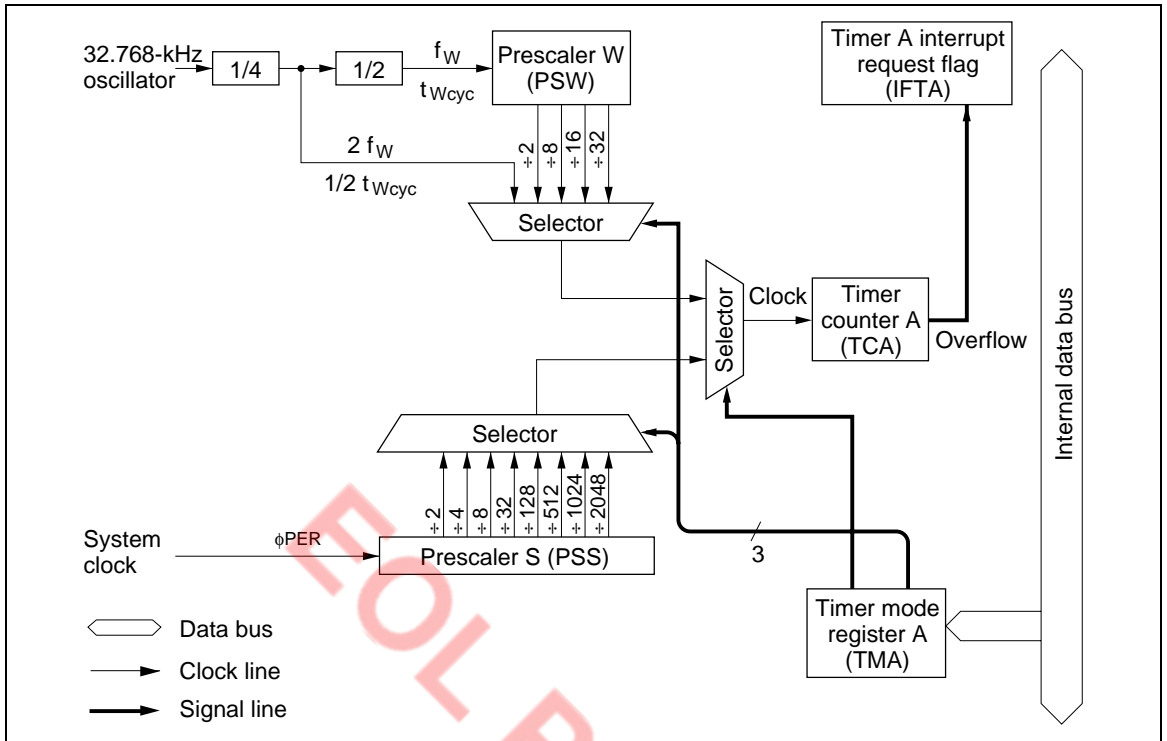 32.768-kHz
oscillator
1/4
1/2
fW
tWcyc
Prescaler W
(PSW)
Timer A interrupt
request flag
(IFTA)
2 fW
1/2 tWcyc
÷2
÷8
÷16
÷32
Selector
Selector
Clock
Timer
counter A
(TCA)
Overflow
Internal data bus
Selector
÷2
÷4
÷8
÷32
÷128
÷512
÷1024
÷2048
System
clock
ϕPER
Prescaler S (PSS)
3
Timer mode
register A
(TMA)
Data bus
Clock line
Signal line
EOL P